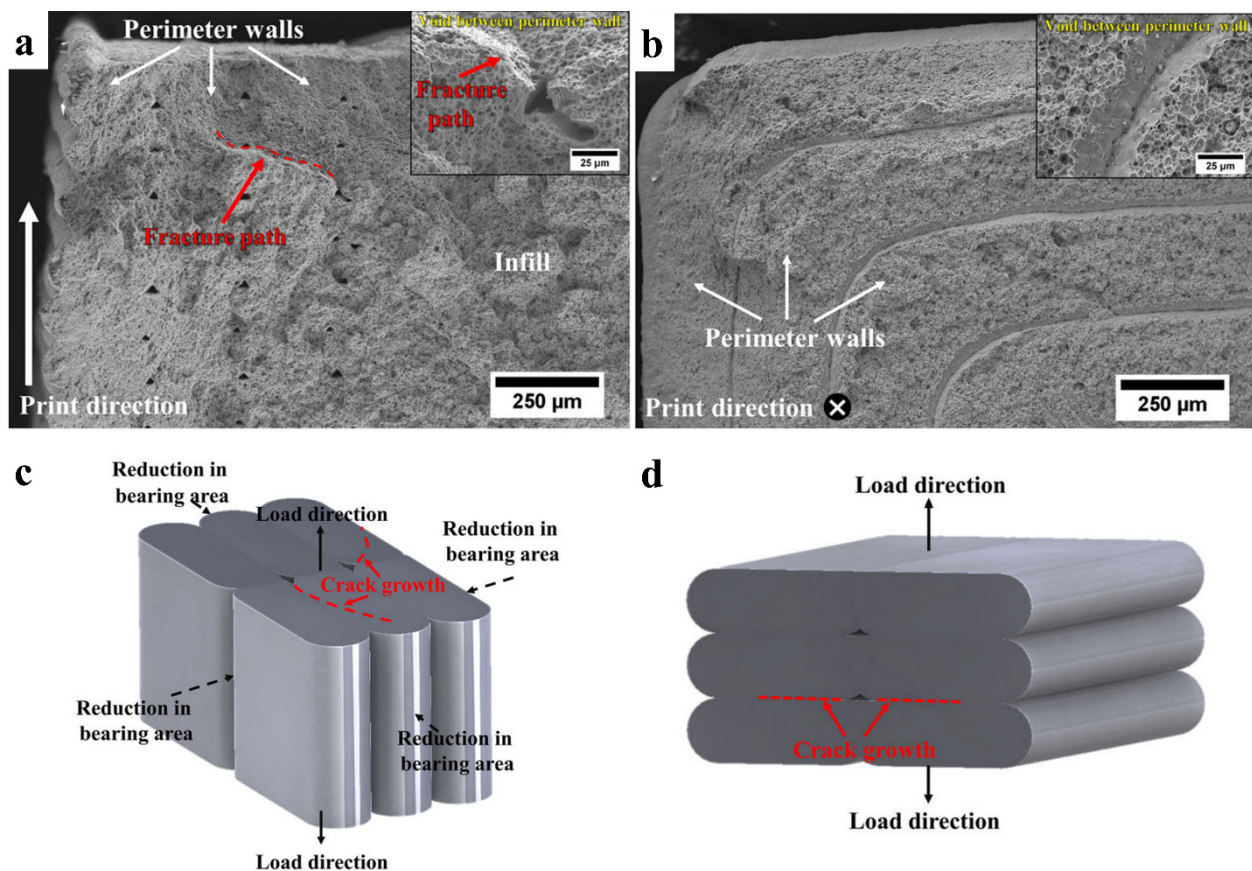 a
Perimeter walls
Void between perimeter wall
Fracture
path
25 µm
Fracture path
Infill
Print direction
250 µm
b
Void between perimeter wall
25 µm
Perimeter walls
Print direction
250 µm
c
Reduction in
bearing area
Load direction
Reduction in
bearing area
Crack growth
Reduction in
bearing area
Reduction in
bearing area
Load direction
d
Load direction
Crack growth
Load direction